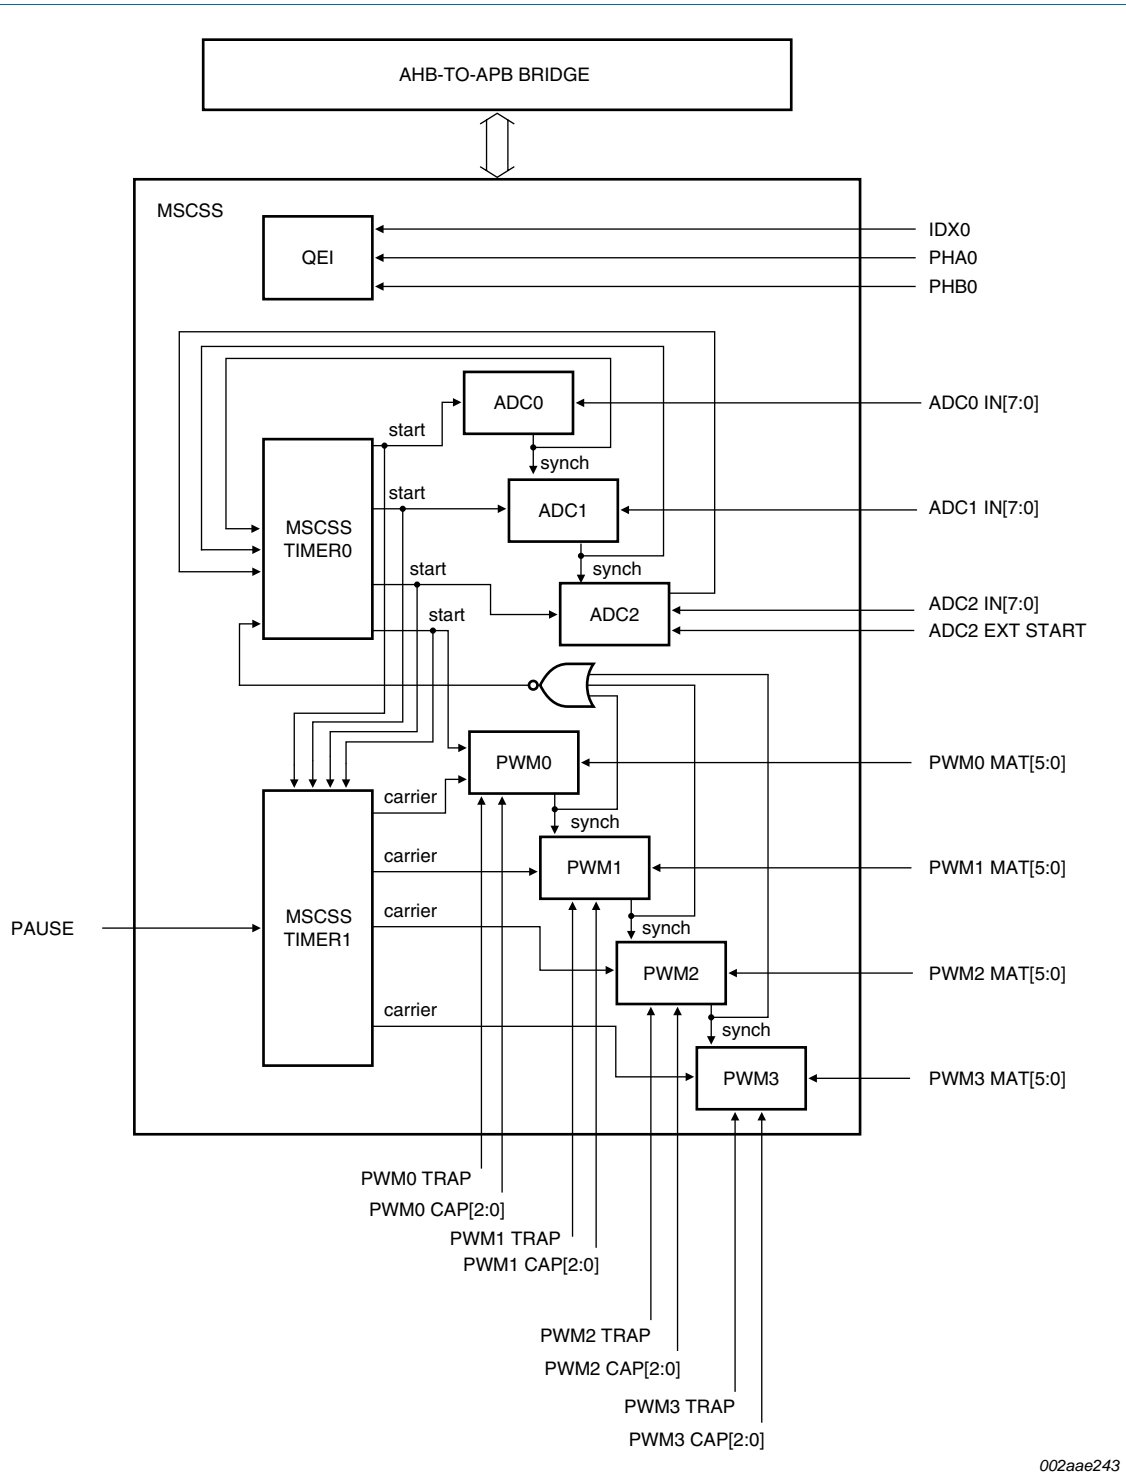 AHB-TO-APB BRIDGE
MSCSS
QEI
IDX0
PHA0
PHB0
ADC0
ADC0 IN[7:0]
start
synch
start
ADC1
ADC1 IN[7:0]
MSCSS
TIMER0
start
synch
ADC2
ADC2 IN[7:0]
ADC2 EXT START
start
PWM0
PWM0 MAT[5:0]
carrier
synch
carrier
PWM1
PWM1 MAT[5:0]
PAUSE
MSCSS
TIMER1
carrier
synch
PWM2
PWM2 MAT[5:0]
carrier
synch
PWM3
PWM3 MAT[5:0]
PWM0 TRAP
PWM0 CAP[2:0]
PWM1 TRAP
PWM1 CAP[2:0]
PWM2 TRAP
PWM2 CAP[2:0]
PWM3 TRAP
PWM3 CAP[2:0]
002aae243